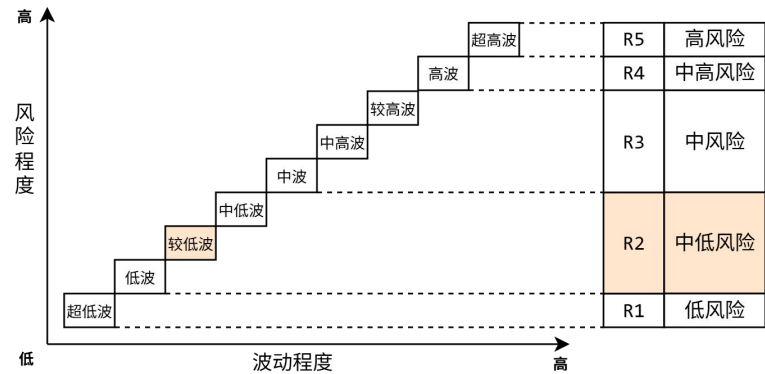 高
超高波
R5
高风险
高波
R4
中高风险
较高波
中高波
R3
中风险
中波
中低波
较低波
R2
中低风险
低波
超低波
R1
低风险
风险程度
低
波动程度
高